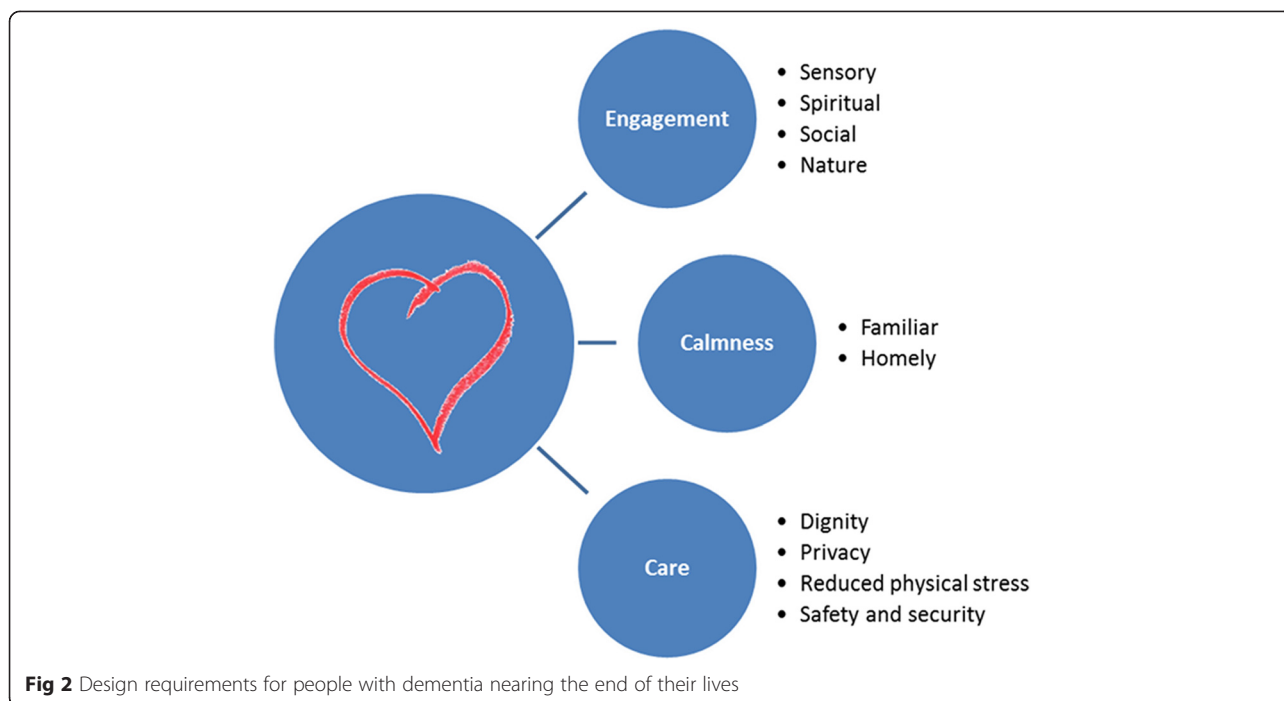 Engagement
• Sensory
• Spiritual
• Social
• Nature
Calmness
• Familiar
• Homely
Care
• Dignity
• Privacy
• Reduced physical stress
• Safety and security
Fig 2 Design requirements for people with dementia nearing the end of their lives